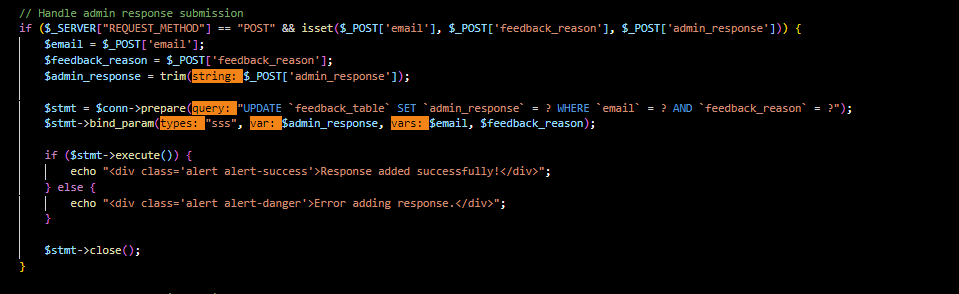 // Handle admin response submission
if ($_SERVER["REQUEST_METHOD"] == "POST" && isset($_POST['email'], $_POST['feedback_reason'], $_POST['admin_response'])) {
$email = $_POST['email'];
$feedback_reason = $_POST['feedback_reason'];
$admin_response = trim(string: $_POST['admin_response']);
$stmt = $conn->prepare(query: "UPDATE `feedback_table` SET `admin_response` = ? WHERE `email` = ? AND `feedback_reason` = ?");
$stmt->bind_param(types: "sss", var: $admin_response, vars: $email, $feedback_reason);
if ($stmt->execute()) {
echo "<div class='alert alert-success'>Response added successfully!</div>";
} else {
echo "<div class='alert alert-danger'>Error adding response.</div>";
}
$stmt->close();
}